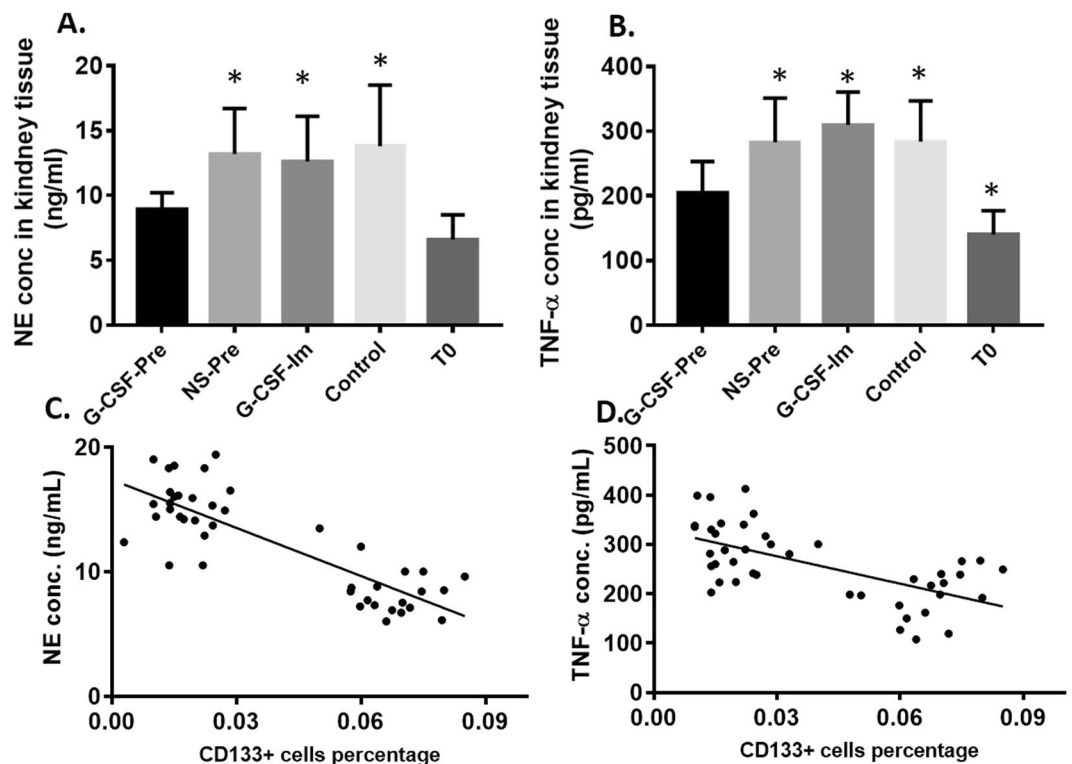 A.
NE conc in kindney tissue
(ng/ml)
20
15
10
5
0
* * *
G-CSF-Pre
NS-Pre
G-CSF-Im
Control
T0
B.
TNF-α conc in kindney tissue
(pg/ml)
400
300
200
100
0
* * * *
G-CSF-Pre
NS-Pre
G-CSF-Im
Control
T0
C.
NE conc. (ng/mL)
20
10
0
0.00 0.03 0.06 0.09
CD133+ cells percentage
D.
TNF-α conc. (pg/mL)
500
400
300
200
100
0
0.00 0.03 0.06 0.09
CD133+ cells percentage